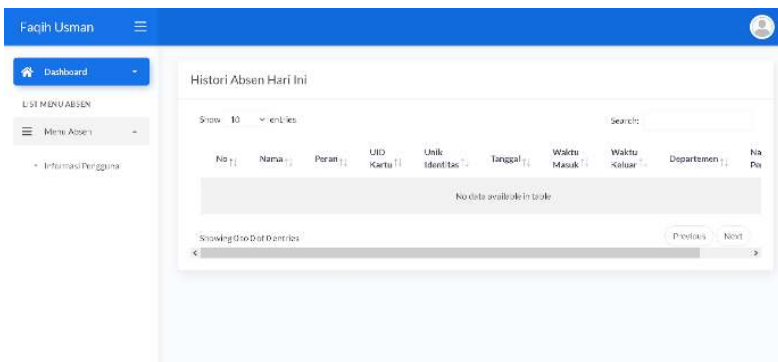 Faqih Usman
Dashboard
LIST MENU ABSEN
Menu Absen
Informasi Pengguna
Histori Absen Hari Ini
Show 10 entries
Search:
No Nama Peran UID Kartu Unik Identitas Tanggal Waktu Masuk Waktu Keluar Departemen Na Per
No data available in table
Showing 0 to 0 of 0 entries
Previous Next